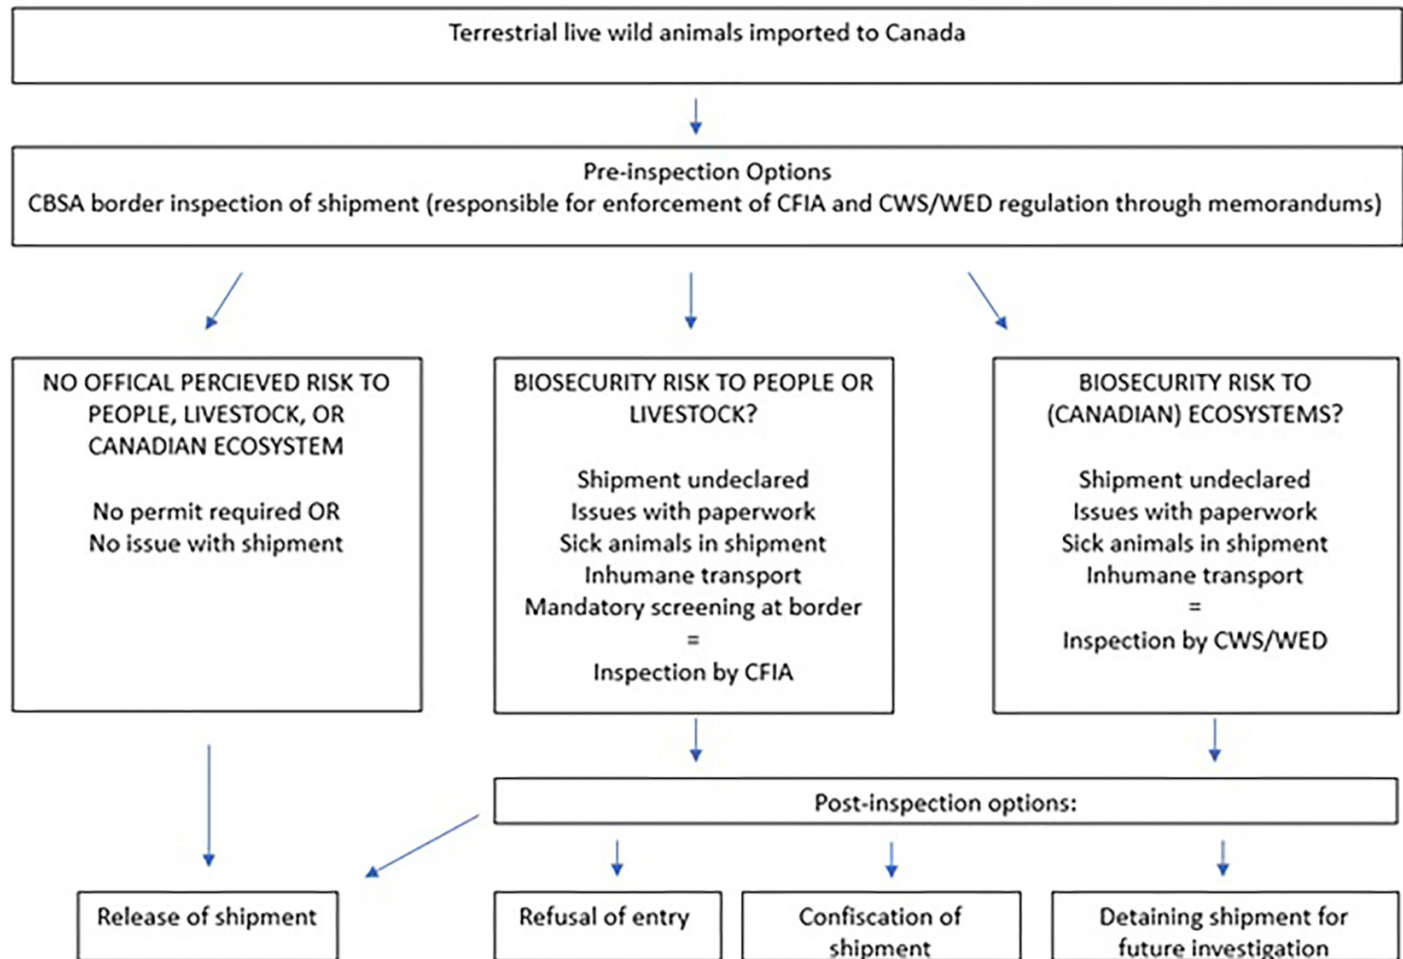 Terrestrial live wild animals imported to Canada
Pre-inspection Options
CBSA border inspection of shipment (responsible for enforcement of CFIA and CWS/WED regulation through memorandums)
NO OFFICAL PERCIEVED RISK TO
PEOPLE, LIVESTOCK, OR
CANADIAN ECOSYSTEM
No permit required OR
No issue with shipment
BIOSECURITY RISK TO PEOPLE OR
LIVESTOCK?
Shipment undeclared
Issues with paperwork
Sick animals in shipment
Inhumane transport
Mandatory screening at border
=
Inspection by CFIA
BIOSECURITY RISK TO
(CANADIAN) ECOSYSTEMS?
Shipment undeclared
Issues with paperwork
Sick animals in shipment
Inhumane transport
=
Inspection by CWS/WED
Post-inspection options:
Release of shipment
Refusal of entry
Confiscation of
shipment
Detaining shipment for
future investigation